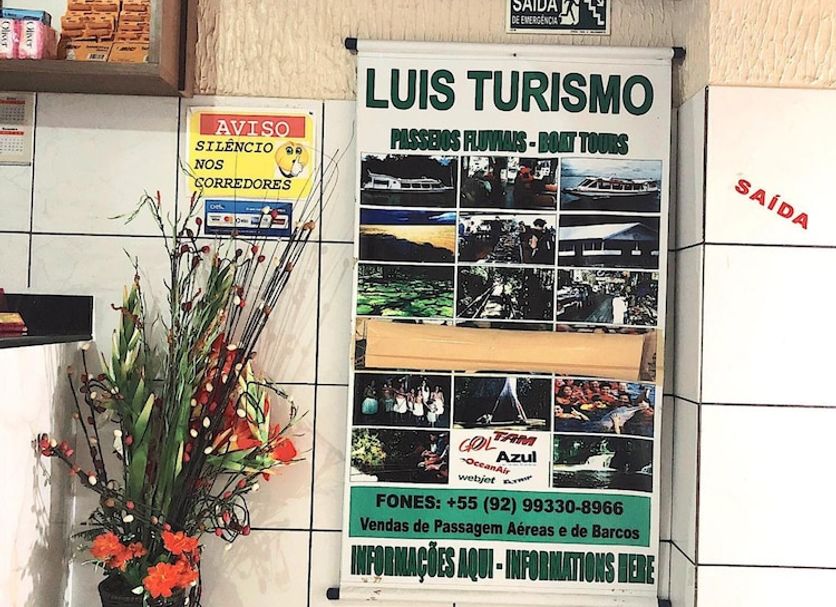 SAÍDA
DE EMERGÊNCIA
LUIS TURISMO
PASSEIOS FLUVIAIS - BOAT TOURS
AVISO
SILÊNCIO
NOS
CORREDORES
SAÍDA
GOL TAM
Azul
OceanAir
webjet TRIP
FONES: +55 (92) 99330-8966
Vendas de Passagem Aéreas e de Barcos
INFORMAÇÕES AQUI - INFORMATIONS HERE